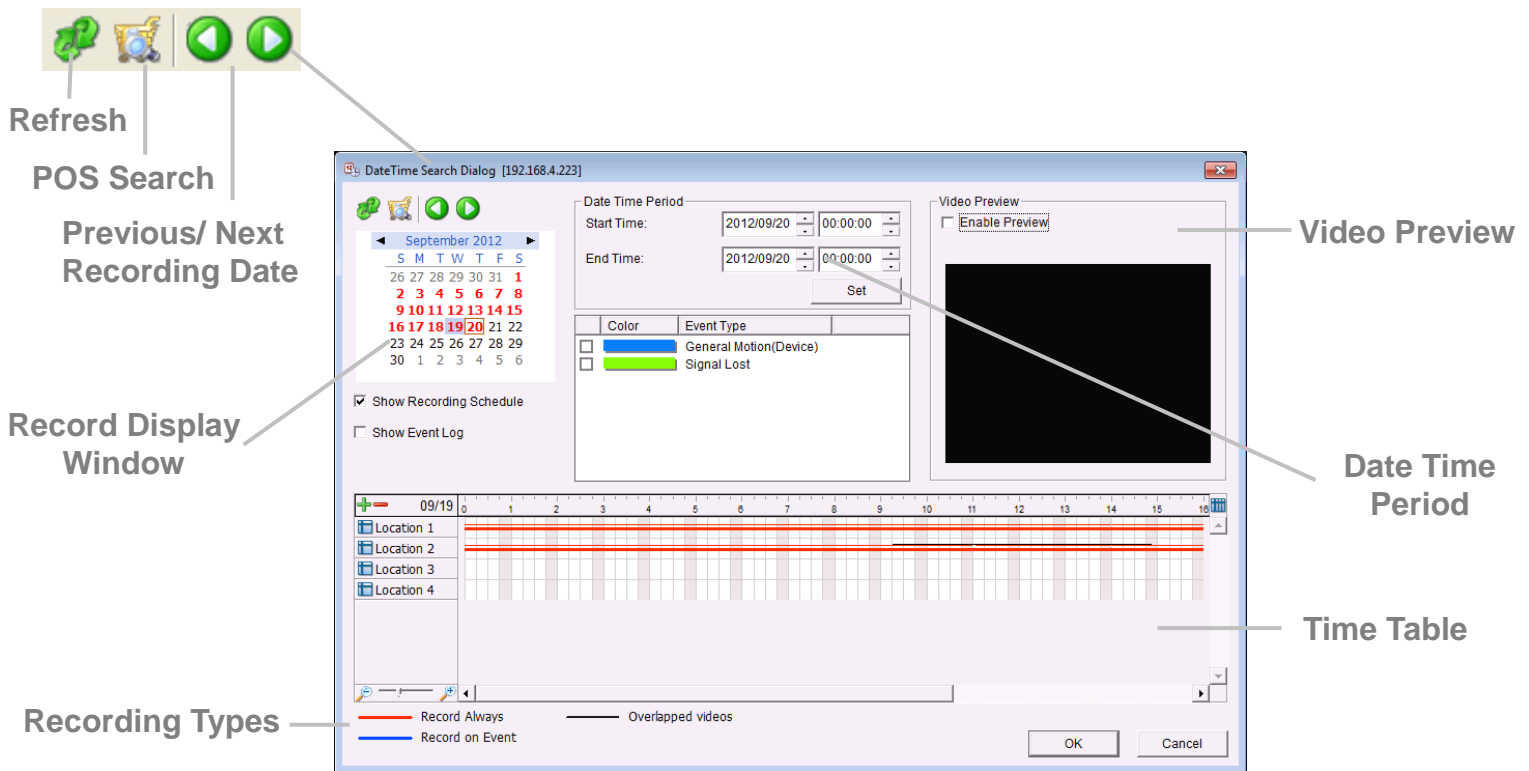 Refresh
POS Search
Previous/ Next
Recording Date
DateTime Search Dialog [192.168.4.223]
September 2012
S M T W T F S
26 27 28 29 30 31 1
2 3 4 5 6 7 8
9 10 11 12 13 14 15
16 17 18 19 20 21 22
23 24 25 26 27 28 29
30 1 2 3 4 5 6
Show Recording Schedule
Show Event Log
Date Time Period
Start Time: 2012/09/20 00:00:00
End Time: 2012/09/20 00:00:00
Set
Color Event Type
General Motion(Device)
Signal Lost
Video Preview
Enable Preview
Video Preview
Record Display
Window
Date Time
Period
09/19 0 1 2 3 4 5 6 7 8 9 10 11 12 13 14 15 16
Location 1
Location 2
Location 3
Location 4
Time Table
Recording Types
Record Always
Overlapped videos
Record on Event
OK
Cancel